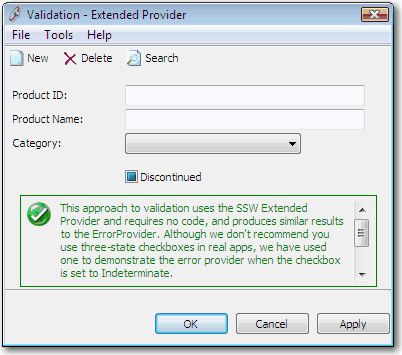 Validation - Extended Provider
File Tools Help
New Delete Search
Product ID:
Product Name:
Category:
Discontinued
This approach to validation uses the SSW Extended
Provider and requires no code, and produces similar results
to the ErrorProvider. Although we don't recommend you
use three-state checkboxes in real apps, we have used
one to demonstrate the error provider when the checkbox
is set to Indeterminate.
OK Cancel Apply